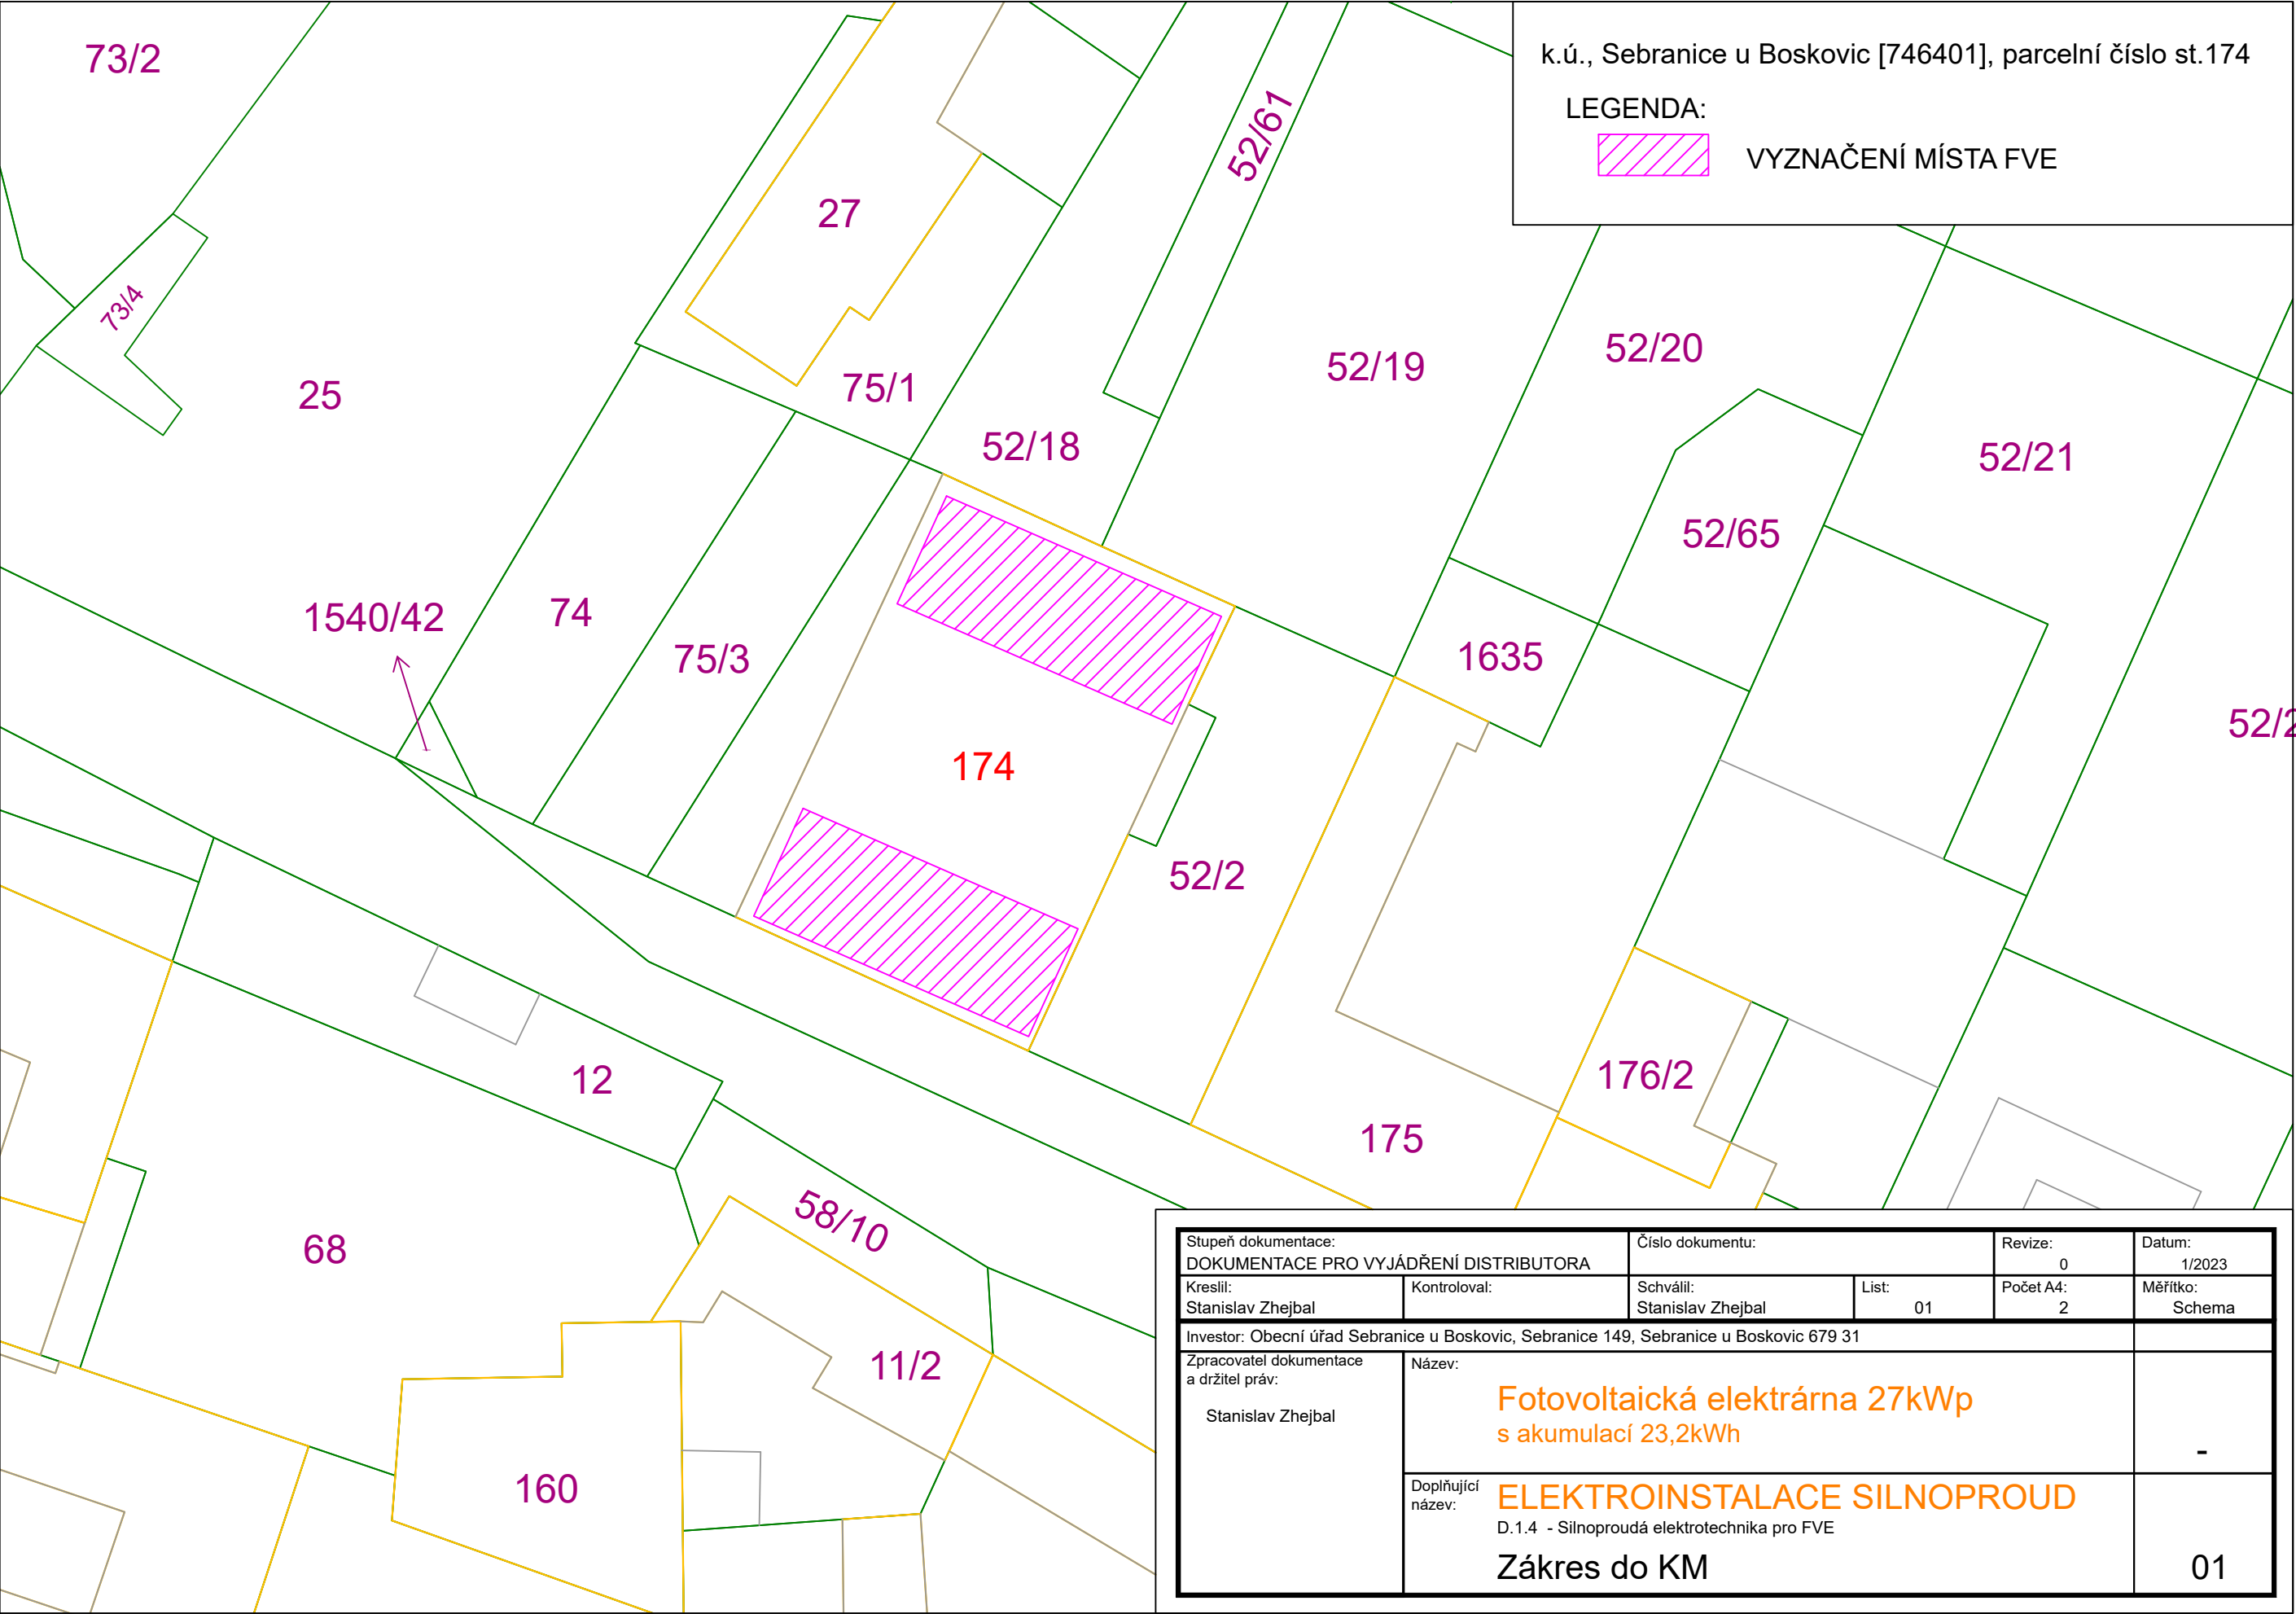 k.ú., Sebranice u Boskovic [746401], parcelní číslo st.174
LEGENDA:
VYZNAČENÍ MÍSTA FVE
73/2
52/61
27
73/4
52/20
52/19
75/1
25
52/18
52/21
52/65
74
1540/42
75/3
1635
52/2
174
52/2
12
176/2
175
58/10
68
11/2
160
Stupeň dokumentace:
DOKUMENTACE PRO VYJÁDŘENÍ DISTRIBUTORA
Číslo dokumentu:
Revize:
0
Datum:
1/2023
Kreslil:
Stanislav Zhejbal
Kontroloval:
Schválil:
Stanislav Zhejbal
List:
01
Počet A4:
2
Měřítko:
Schema
Investor: Obecní úřad Sebranice u Boskovic, Sebranice 149, Sebranice u Boskovic 679 31
Zpracovatel dokumentace
a držitel práv:
Stanislav Zhejbal
Název:
Fotovoltaická elektrárna 27kWp
s akumulací 23,2kWh
-
Doplňující
název:
ELEKTROINSTALACE SILNOPROUD
D.1.4 - Silnoproudá elektrotechnika pro FVE
Zákres do KM
01